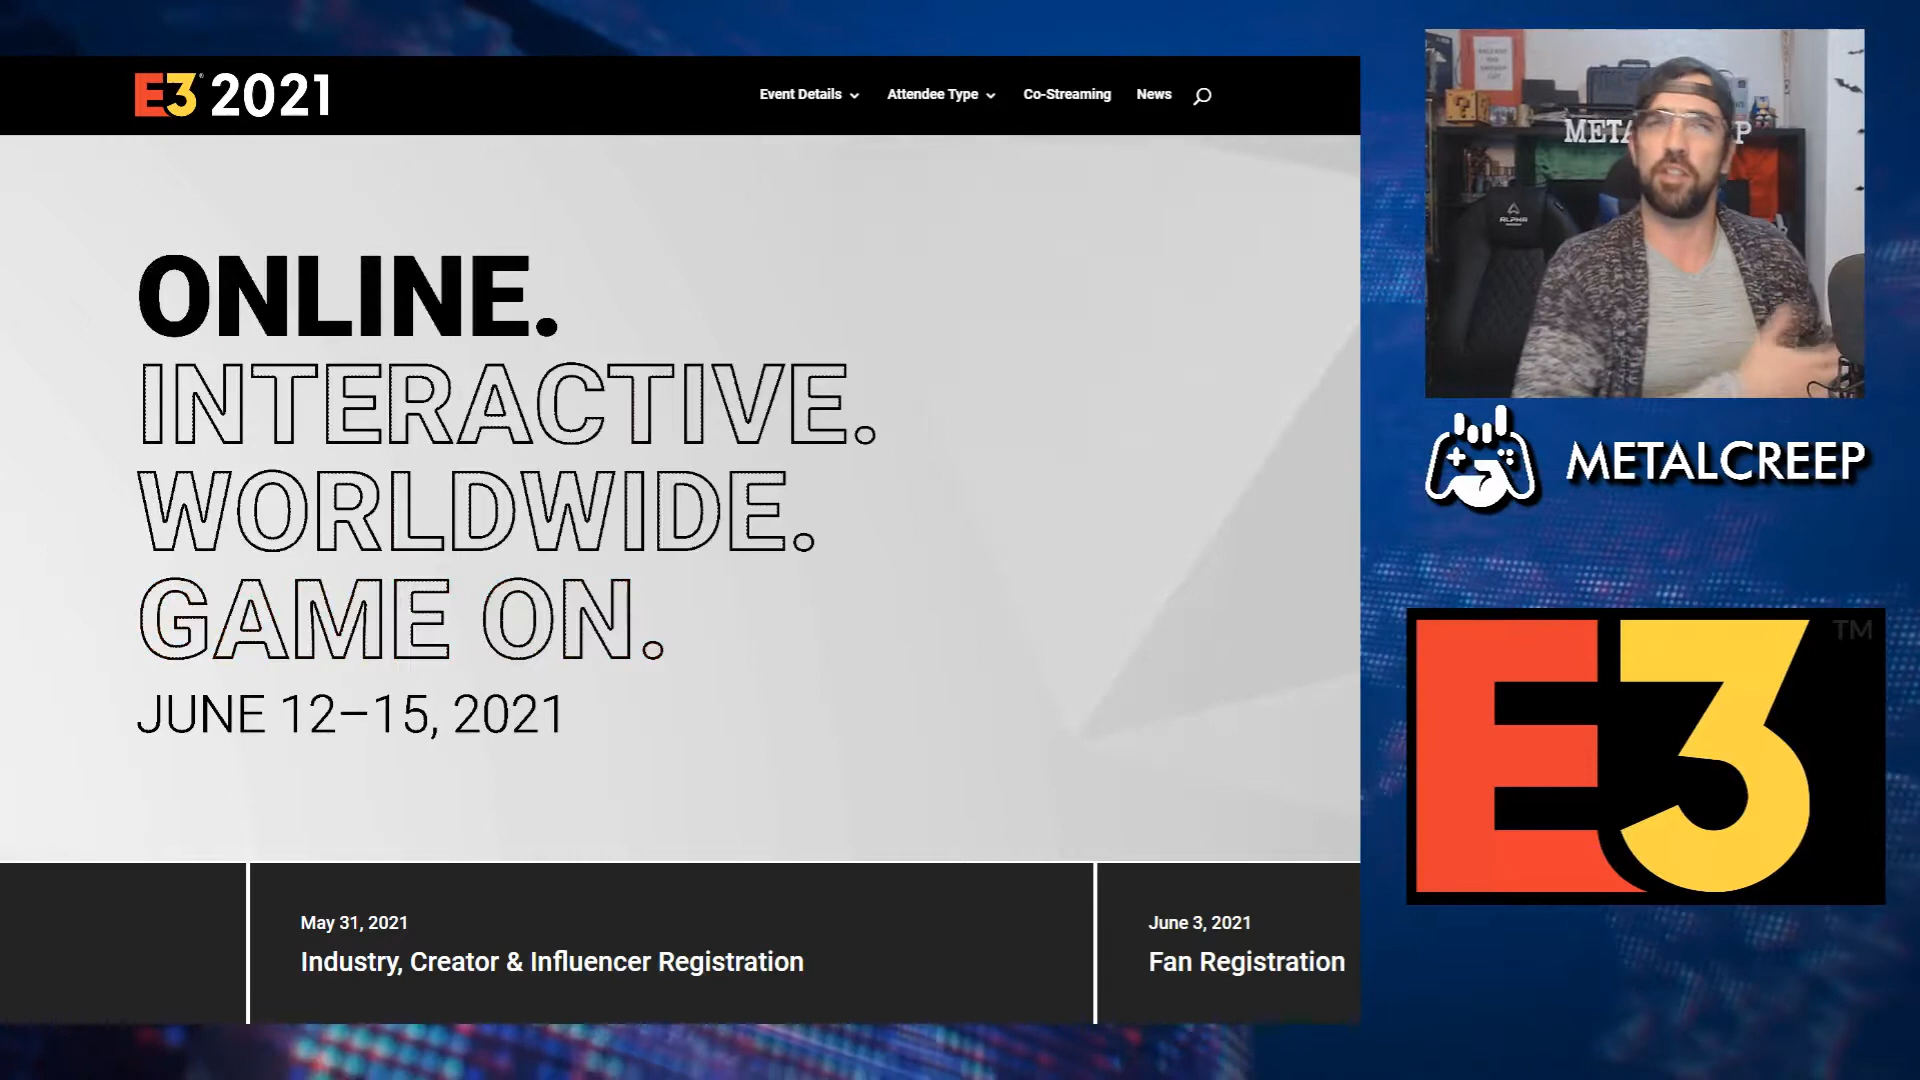 E3 2021
Event Details
Attendee Type
Co-Streaming
News
ONLINE.
INTERACTIVE.
WORLDWIDE.
GAME ON.
JUNE 12–15, 2021
May 31, 2021
Industry, Creator & Influencer Registration
June 3, 2021
Fan Registration
ALPHA
METALCREEP
E3 TM